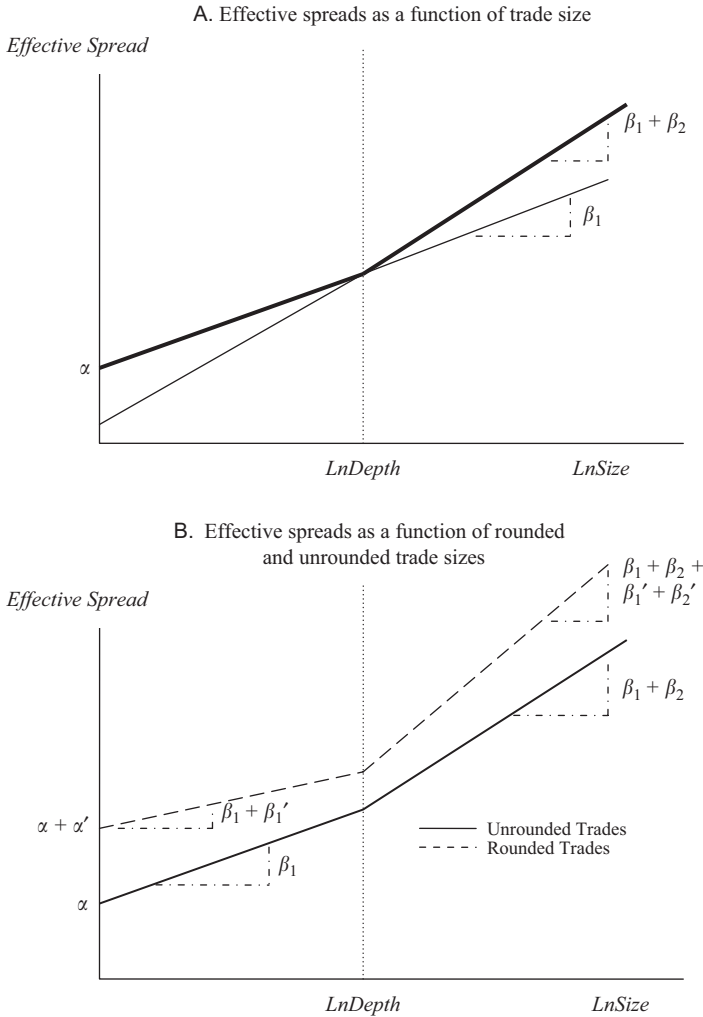 A. Effective spreads as a function of trade size
Effective Spread
β₁ + β₂
β₁
α
LnDepth
LnSize
B. Effective spreads as a function of rounded
and unrounded trade sizes
Effective Spread
β₁ + β₂ +
β₁′ + β₂′
β₁ + β₂
α + α′
β₁ + β₁′
Unrounded Trades
Rounded Trades
β₁
α
LnDepth
LnSize